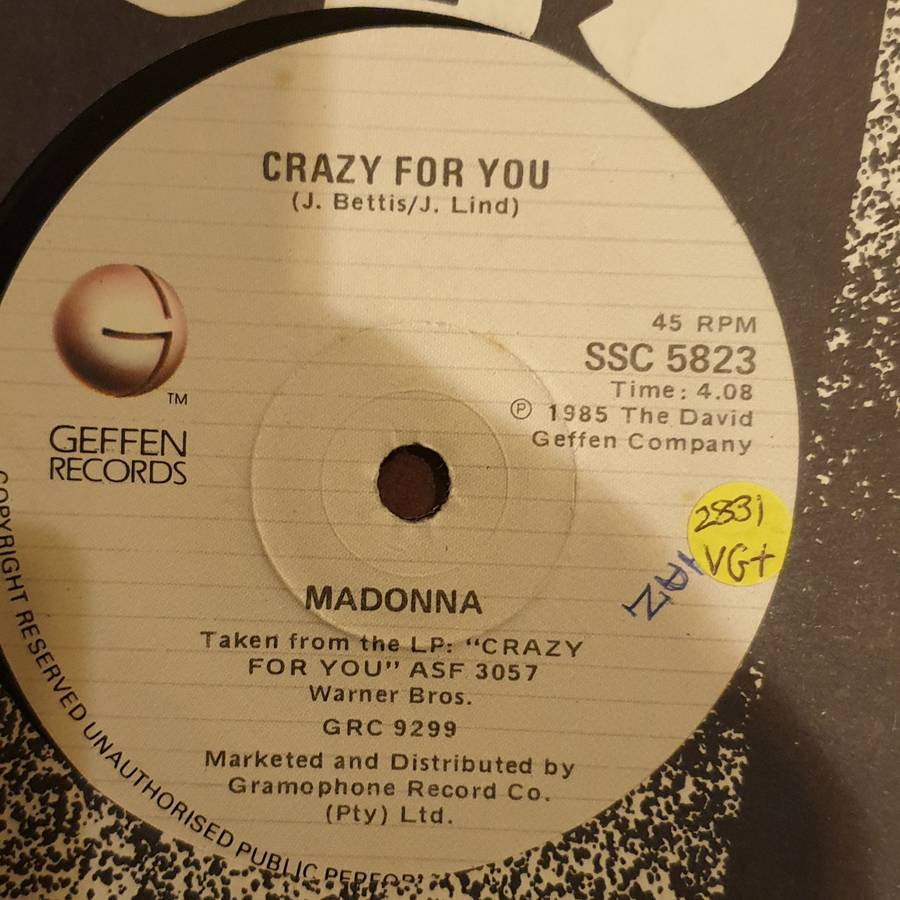 CRAZY FOR YOU
(J. Bettis/J. Lind)
45 RPM
SSC 5823
Time: 4.08
Ⓟ 1985 The David
Geffen Company
TM
GEFFEN
RECORDS
2831
VG+
MADONNA
Taken from the LP: “CRAZY
FOR YOU” ASF 3057
Warner Bros.
GRC 9299
Marketed and Distributed by
Gramophone Record Co.
(Pty) Ltd.
COPYRIGHT RESERVED UNAUTHORISED PUBLIC